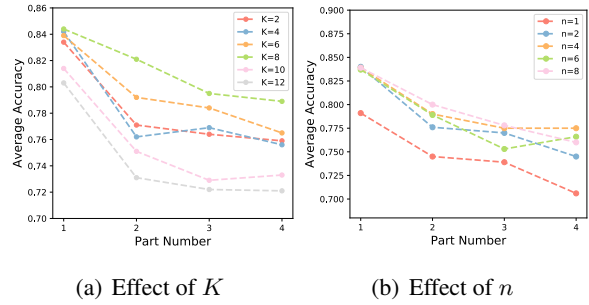 0.86
0.84
0.82
0.80
0.78
0.76
0.74
0.72
0.70
Average Accuracy
1 2 3 4
Part Number
K=2
K=4
K=6
K=8
K=10
K=12
(a) Effect of K
0.900
0.875
0.850
0.825
0.800
0.775
0.750
0.725
0.700
Average Accuracy
1 2 3 4
Part Number
n=1
n=2
n=4
n=6
n=8
(b) Effect of n